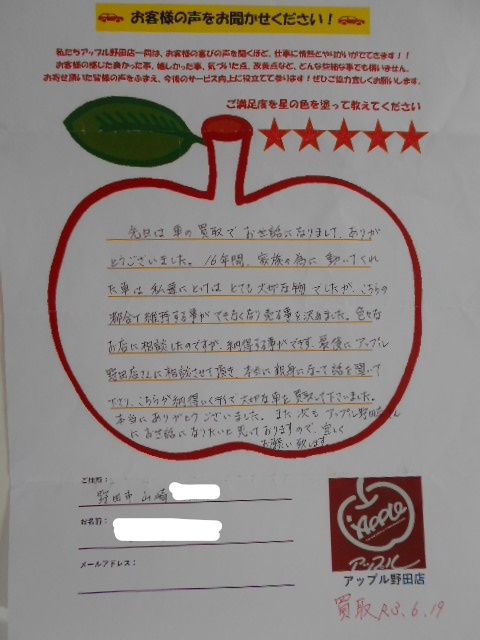 お客様の声をお聞かせください！
私たちアップル野田店一同は、お客様の喜びの声を聞くほど、仕事に情熱とやりがいがでてきます！！
お客様の感じた良かった事、嬉しかった事、気づいた点、改善点など、どんな些細な事でも構いません。
お寄せ頂いた皆様の声をふまえ、今後のサービス向上に役立てて参ります！ぜひご協力宜しくお願いします。
ご満足度を星の色を塗って教えてください
先日は車の買取でお世話になりまして、ありが
とうございました。16年間、家族の為に動いてくれ
た車は私達にとってはとても大切な物でしたが、こちらの
都合で維持する事ができなくなり売る事を決めました。色々な
お店に相談したのですが、納得する事ができず、最後にアップル
野田店さんに相談させて頂き本当に親身になって話を聞いて
下さり、こちらが納得いく形で大切な車を買取して下さいました。
本当にありがとうございました。また次もアップル野田店さん
にお世話になりたいと思っておりますので、宜しく
お願い致します。
ご住所：
野田市山崎
お名前：
メールアドレス：
Apple
アップル
アップル野田店
買取 R3.6.19